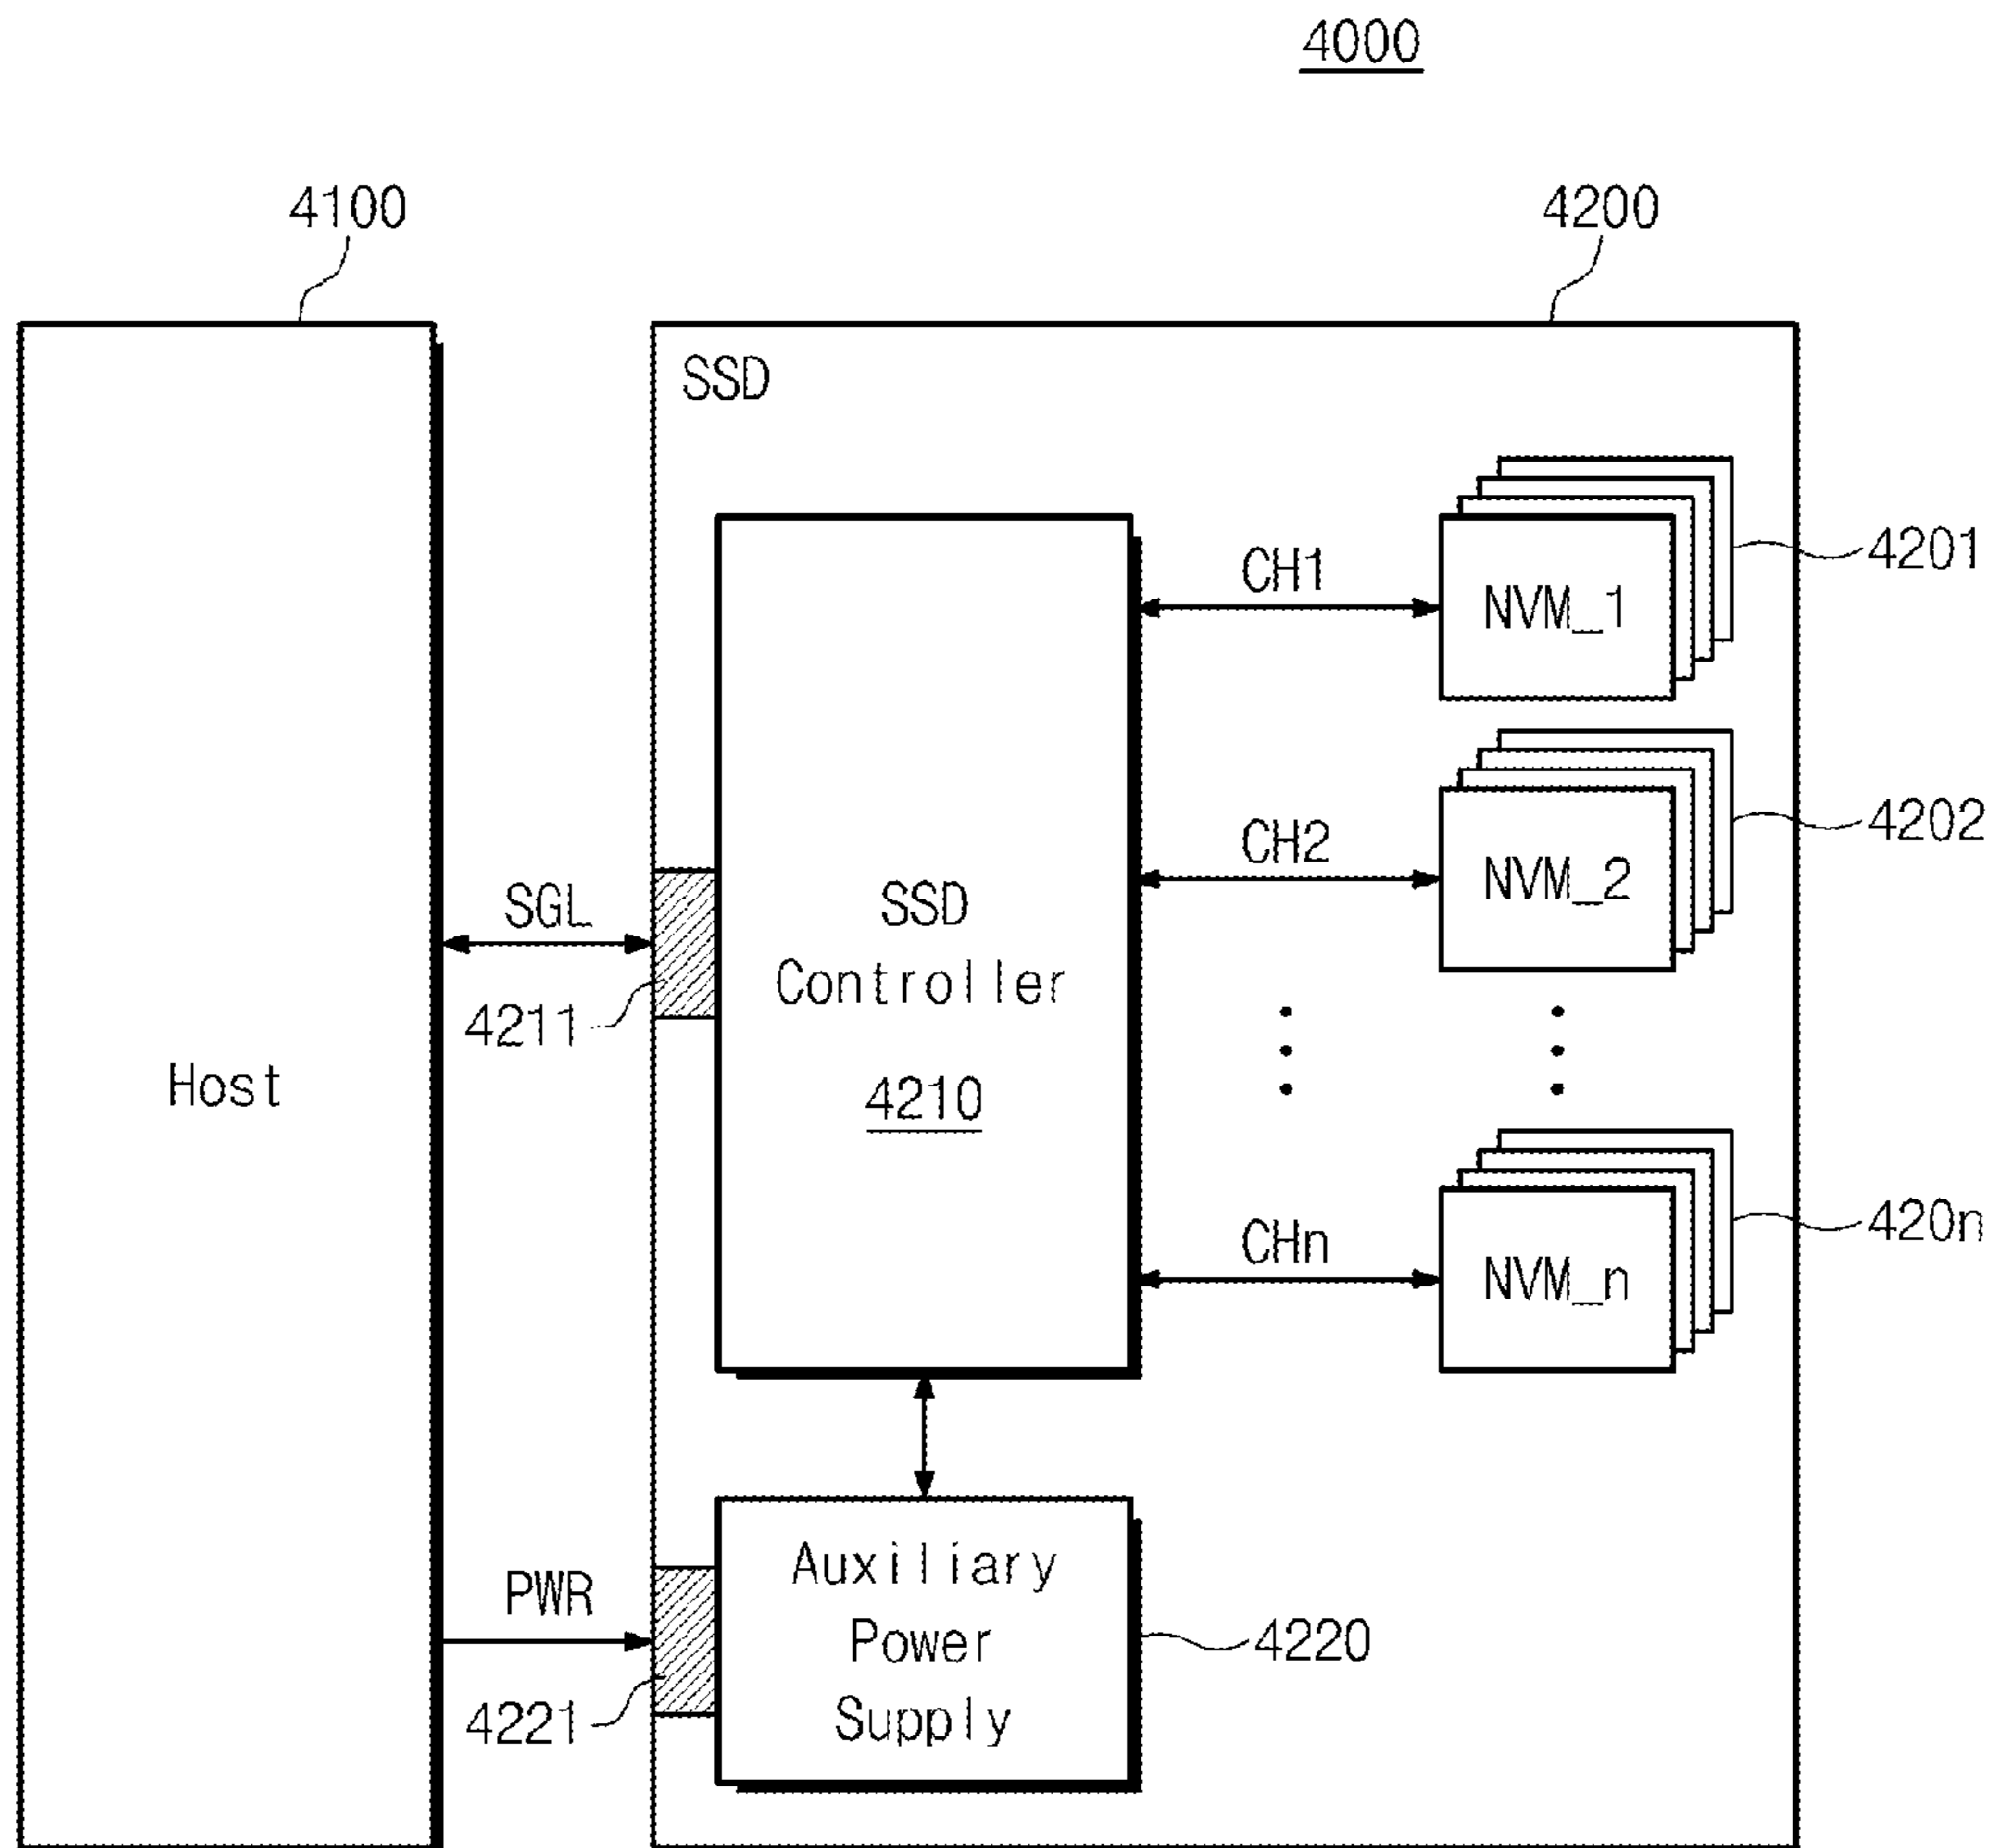 4000
4100
4200
SSD
CH1
NVM_1
4201
CH2
NVM_2
4202
SGL
4211
SSD
Controller
4210
Host
CHn
NVM_n
420n
PWR
4221
Auxiliary
Power
Supply
4220